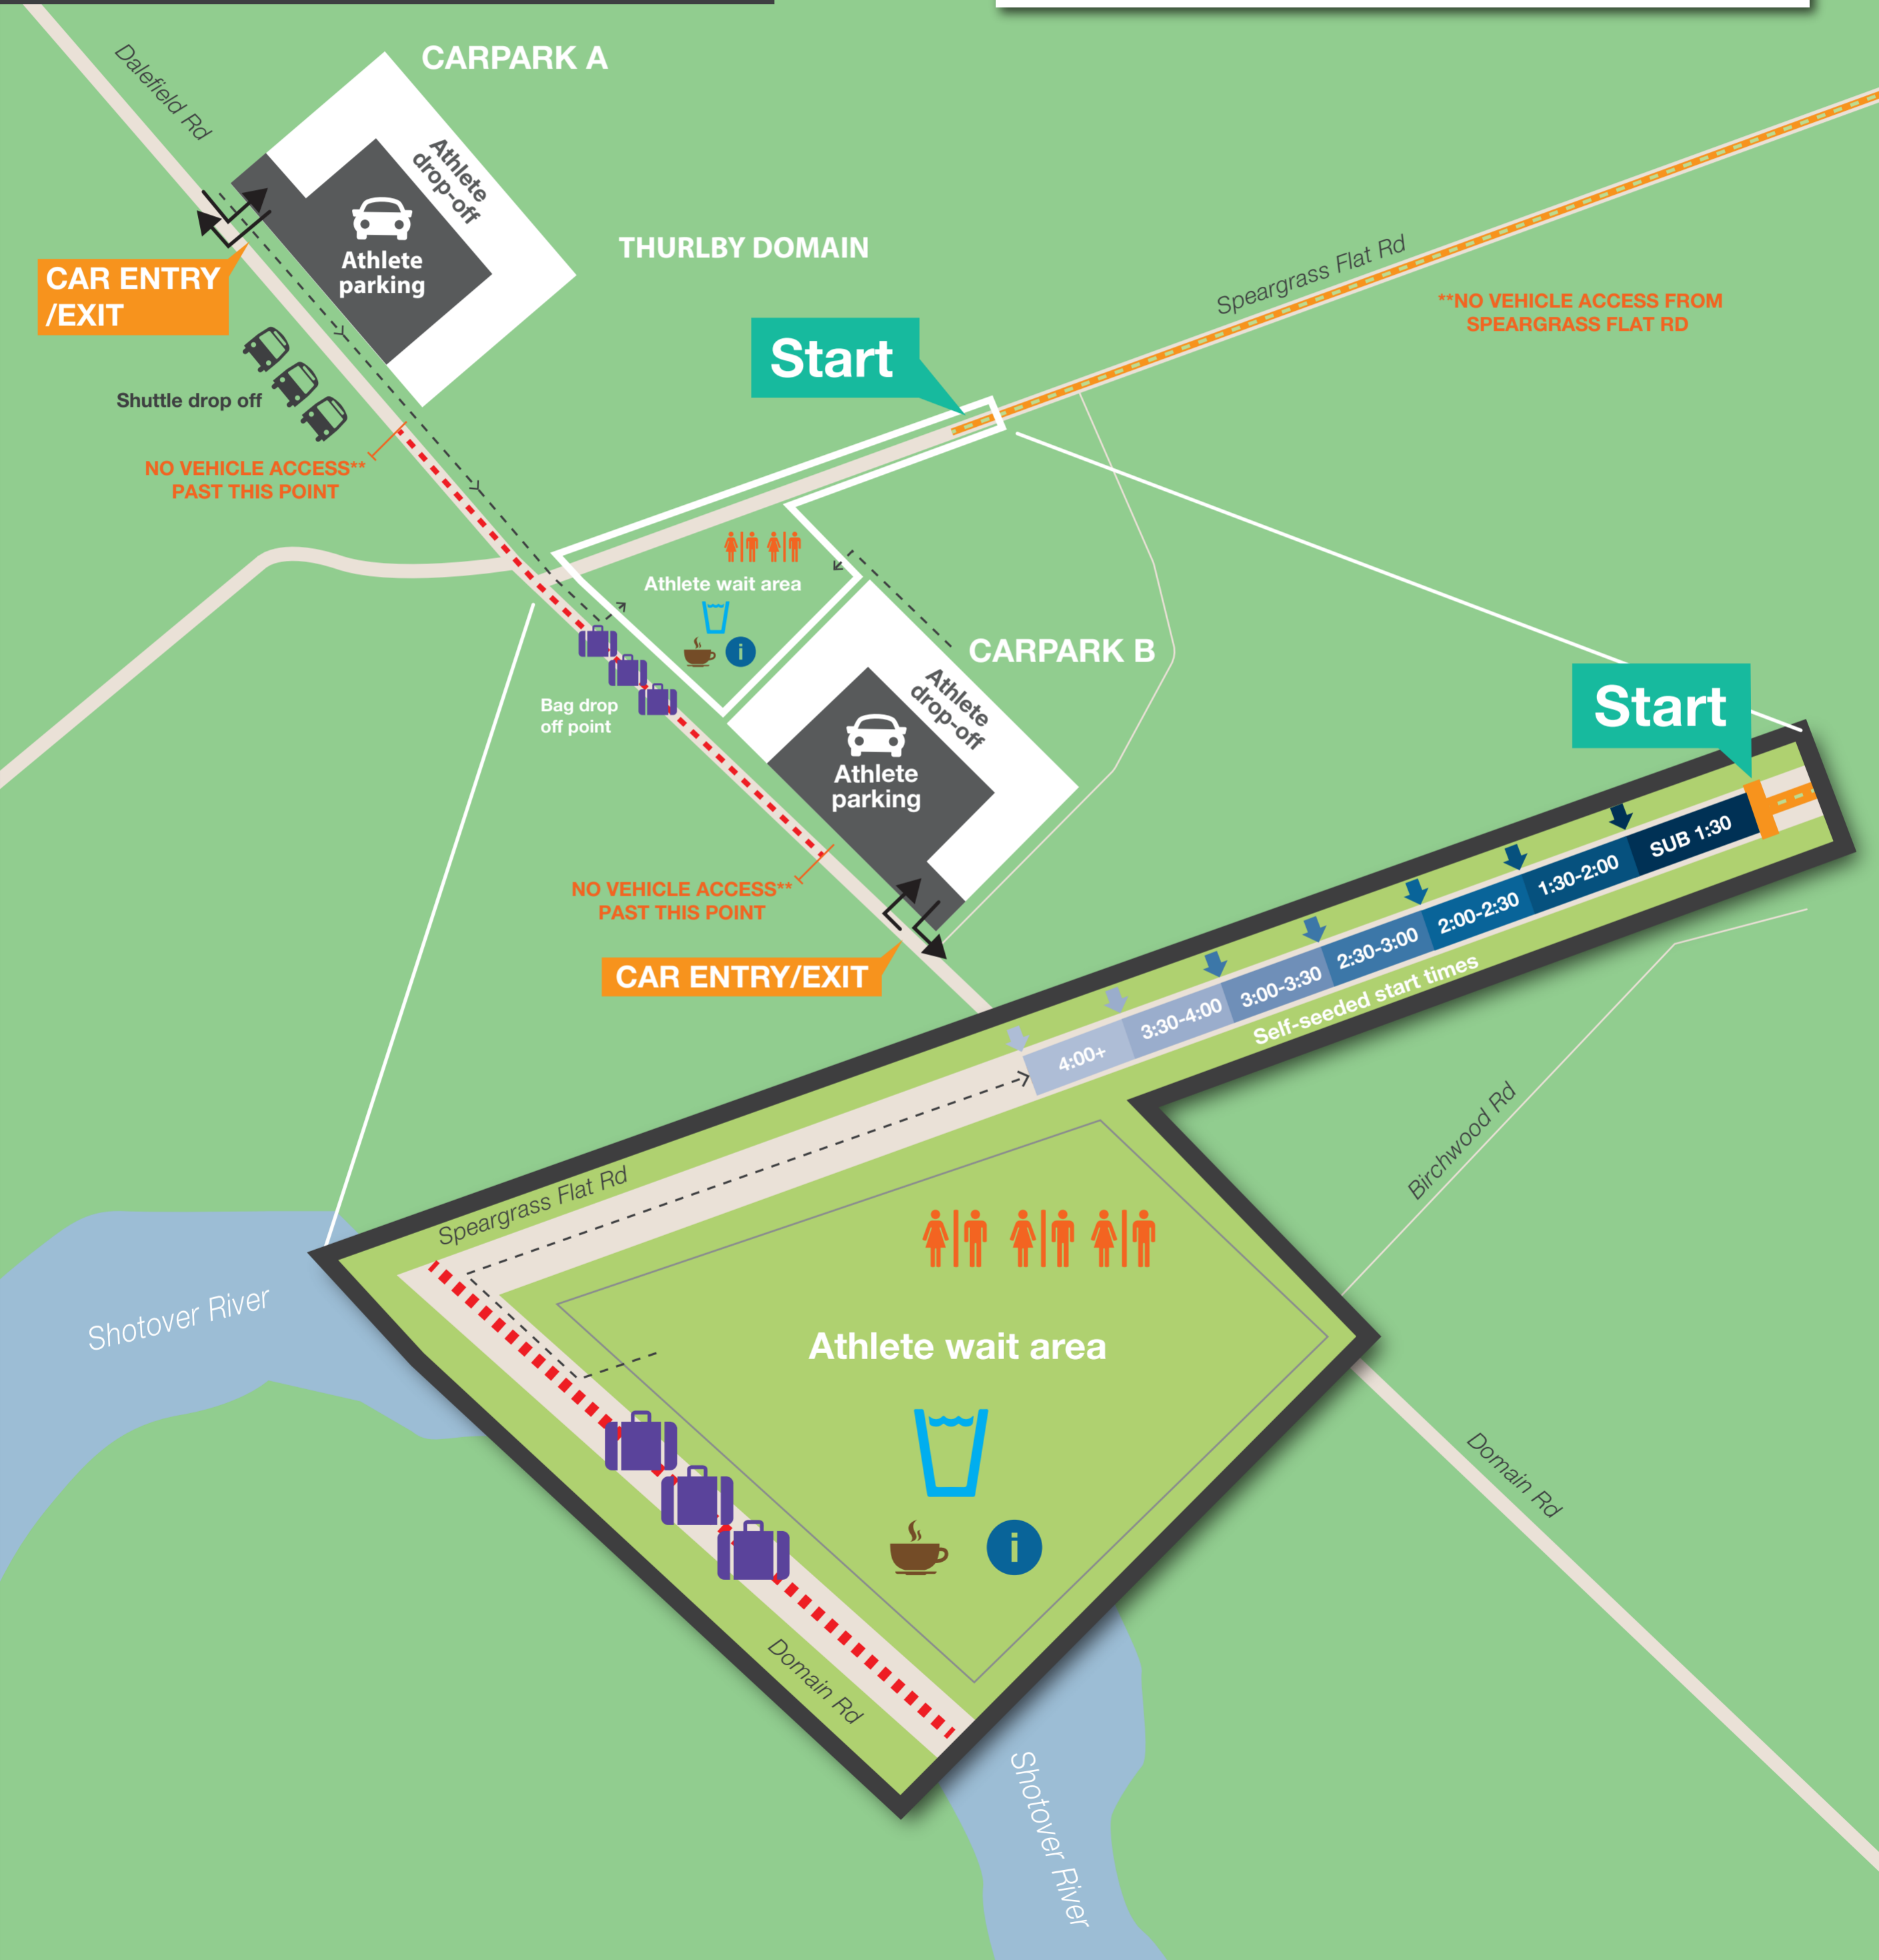 CARPARK A
Dalefield Rd
Athlete
drop-off
Athlete
parking
THURLBY DOMAIN
CAR ENTRY
/EXIT
Speargrass Flat Rd
**NO VEHICLE ACCESS FROM
SPEARGRASS FLAT RD
Start
Shuttle drop off
NO VEHICLE ACCESS**
PAST THIS POINT
Athlete wait area
i
CARPARK B
Athlete
drop-off
Bag drop
off point
Athlete
parking
Start
NO VEHICLE ACCESS**
PAST THIS POINT
CAR ENTRY/EXIT
SUB 1:30
1:30-2:00
2:00-2:30
2:30-3:00
3:00-3:30
3:30-4:00
4:00+
Self-seeded start times
Speargrass Flat Rd
Birchwood Rd
Shotover River
Athlete wait area
i
Domain Rd
Domain Rd
Shotover River